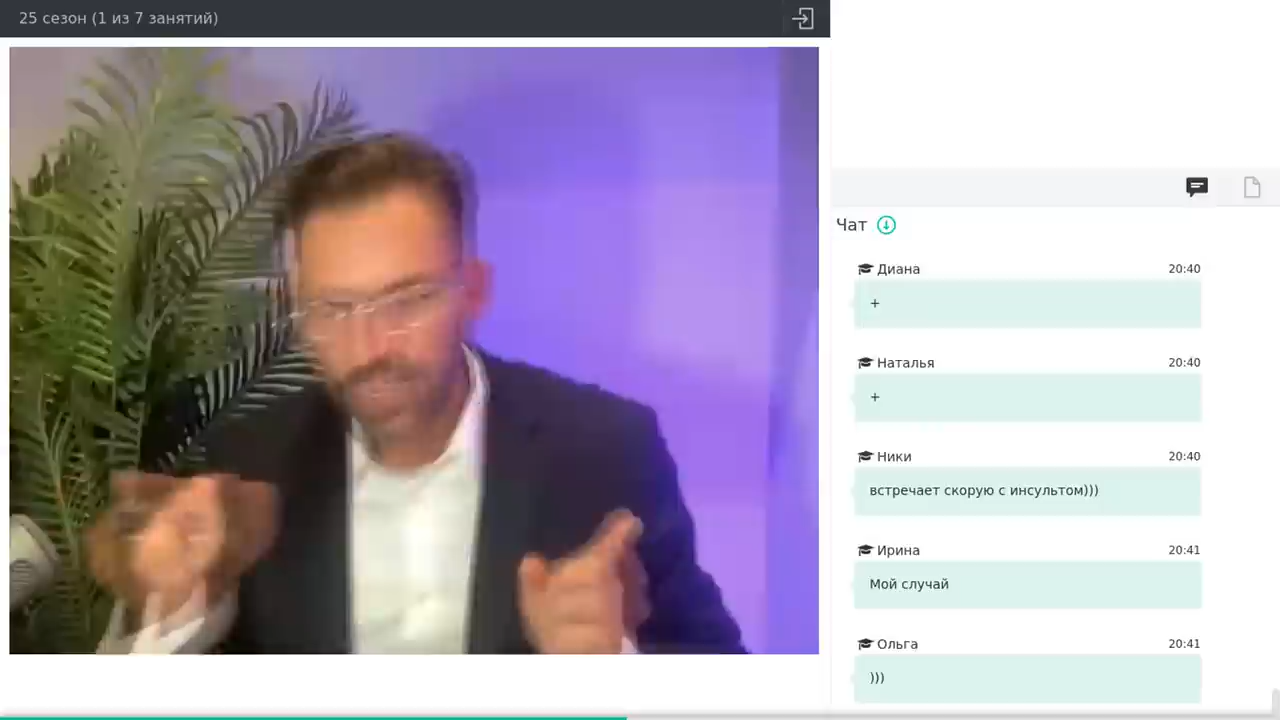 25 сезон (1 из 7 занятий)
Чат
Диана 20:40
+
Наталья 20:40
+
Ники 20:40
встречает скорую с инсультом)))
Ирина 20:41
Мой случай
Ольга 20:41
)))